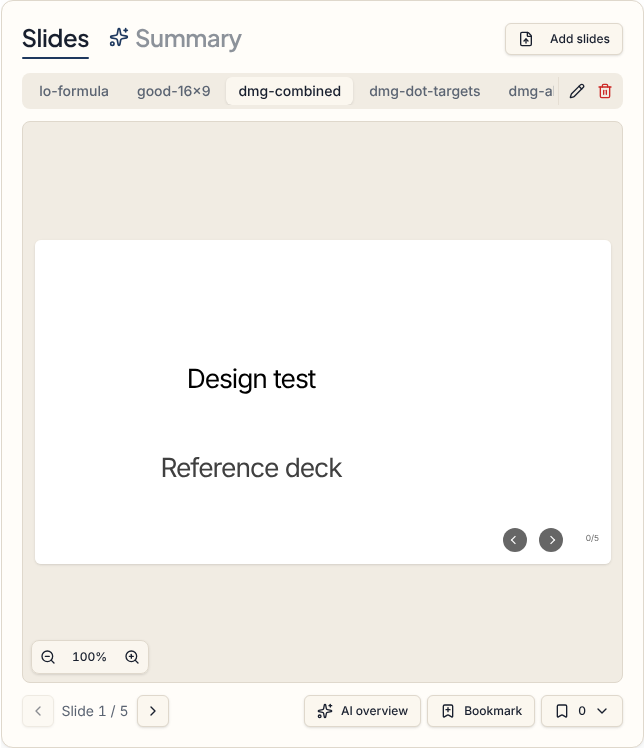 Slides
Summary
Add slides
lo-formula
good-16×9
dmg-combined
dmg-dot-targets
dmg-a
Design test
Reference deck
0/5
100%
Slide 1 / 5
AI overview
Bookmark
0